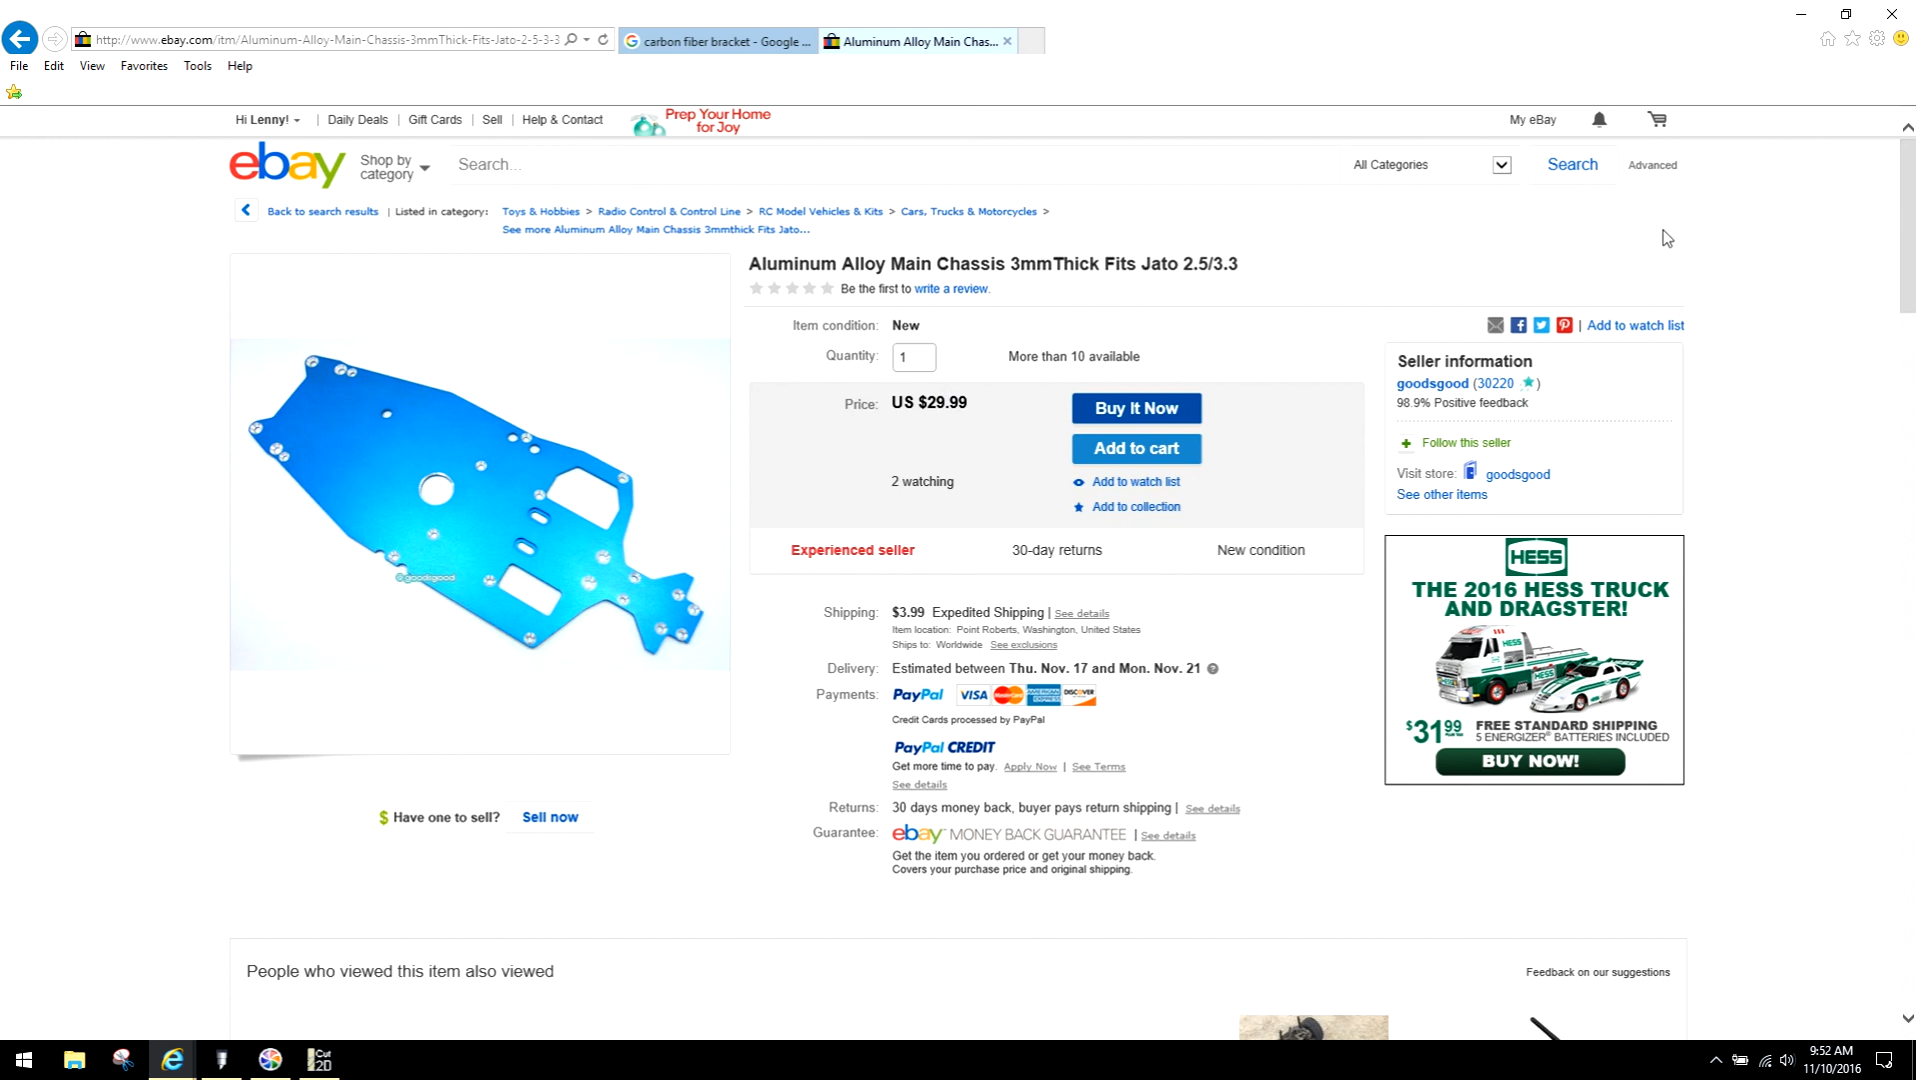 http://www.ebay.com/itm/Aluminum-Alloy-Main-Chassis-3mmThick-Fits-Jato-2-5-3-3
carbon fiber bracket - Google ...
Aluminum Alloy Main Chas...
File Edit View Favorites Tools Help
Hi Lenny! | Daily Deals | Gift Cards | Sell | Help & Contact
Prep Your Home
for Joy
My eBay
ebay
Shop by
category
Search...
All Categories
Search
Advanced
Back to search results | Listed in category: Toys & Hobbies > Radio Control & Control Line > RC Model Vehicles & Kits > Cars, Trucks & Motorcycles >
See more Aluminum Alloy Main Chassis 3mmthick Fits Jato...
Aluminum Alloy Main Chassis 3mmThick Fits Jato 2.5/3.3
Be the first to write a review.
Item condition: New
Quantity: 1
More than 10 available
Price: US $29.99
Buy It Now
Add to cart
2 watching
Add to watch list
Add to collection
Experienced seller
30-day returns
New condition
Shipping: $3.99 Expedited Shipping | See details
Item location: Point Roberts, Washington, United States
Ships to: Worldwide See exclusions
Delivery: Estimated between Thu. Nov. 17 and Mon. Nov. 21
Payments: PayPal VISA MasterCard AMERICAN EXPRESS DISCOVER
Credit Cards processed by PayPal
PayPal CREDIT
Get more time to pay. Apply Now | See Terms
See details
Returns: 30 days money back, buyer pays return shipping | See details
Guarantee: ebay MONEY BACK GUARANTEE | See details
Get the item you ordered or get your money back.
Covers your purchase price and original shipping.
| Add to watch list
Seller information
goodsgood (30220 )
98.9% Positive feedback
Follow this seller
Visit store: goodsgood
See other items
HESS
THE 2016 HESS TRUCK
AND DRAGSTER!
HESS
HESS
$31.99 PLUS TAX
FREE STANDARD SHIPPING
5 ENERGIZER® BATTERIES INCLUDED
BUY NOW!
©goodsgood
$ Have one to sell? Sell now
People who viewed this item also viewed
Feedback on our suggestions
Cut
2D
9:52 AM
11/10/2016